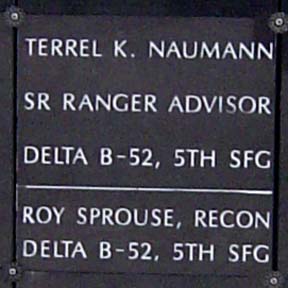 TERREL K. NAUMANN
SR RANGER ADVISOR
DELTA B-52, 5TH SFG
ROY SPROUSE, RECON
DELTA B-52, 5TH SFG